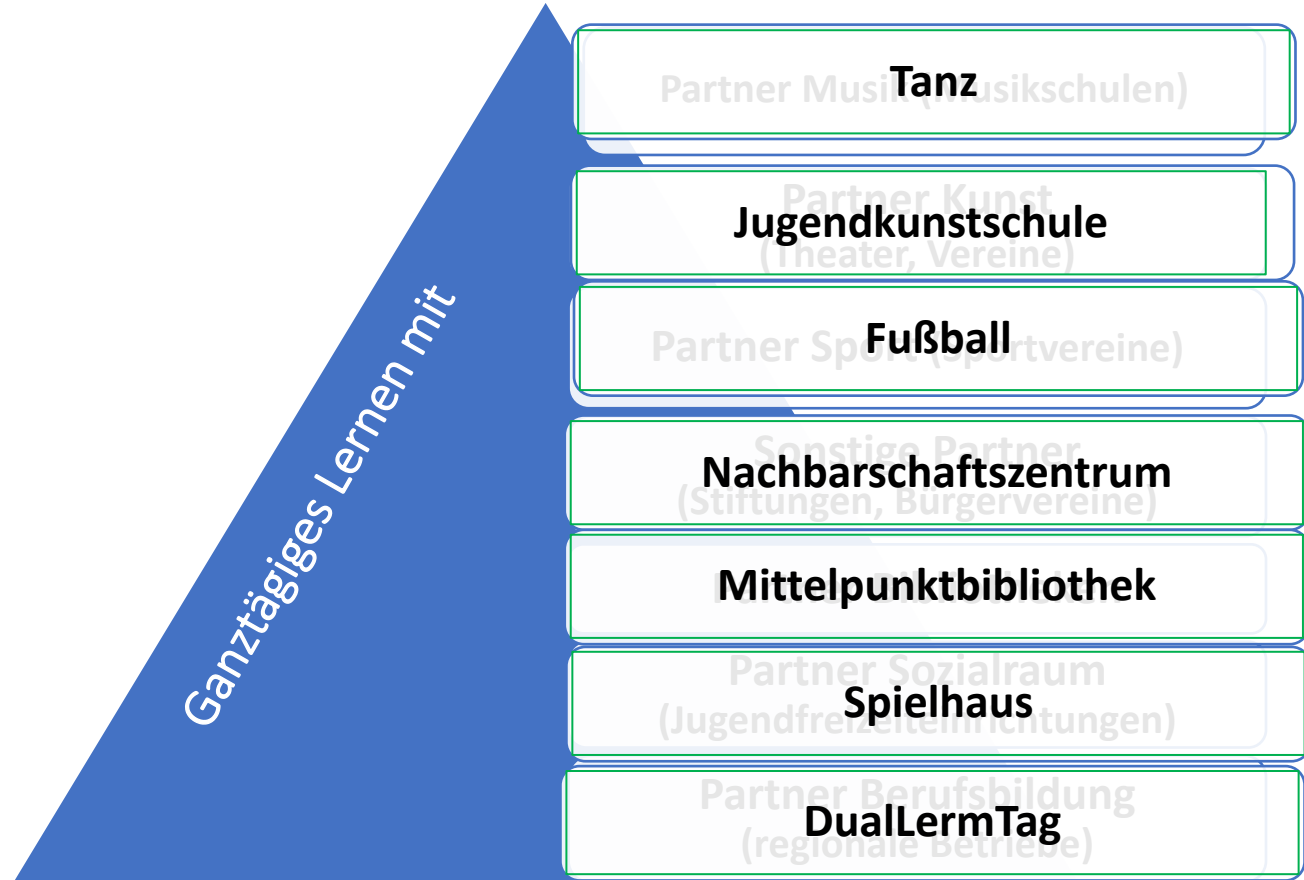 Ganztägiges Lernen mit
Tanz
Partner Musik (Musikschulen)
Partner Kunst
Jugendkunstschule
(Theater, Vereine)
Fußball
Partner Sport (Sportvereine)
Sonstige Partner
Nachbarschaftszentrum
(Stiftungen, Bürgervereine)
Mittelpunktbibliothek
Partner Sozialraum
Spielhaus
(Jugendfreizeiteinrichtungen)
Partner Berufsbildung
DualLermTag
(regionale Betriebe)